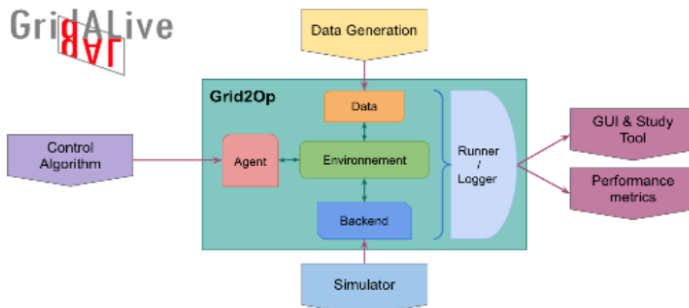 GridALive
Data Generation
Grid2Op
Data
Control
Algorithm
Agent
Environnement
Runner
/
Logger
GUI & Study
Tool
Performance
metrics
Backend
Simulator